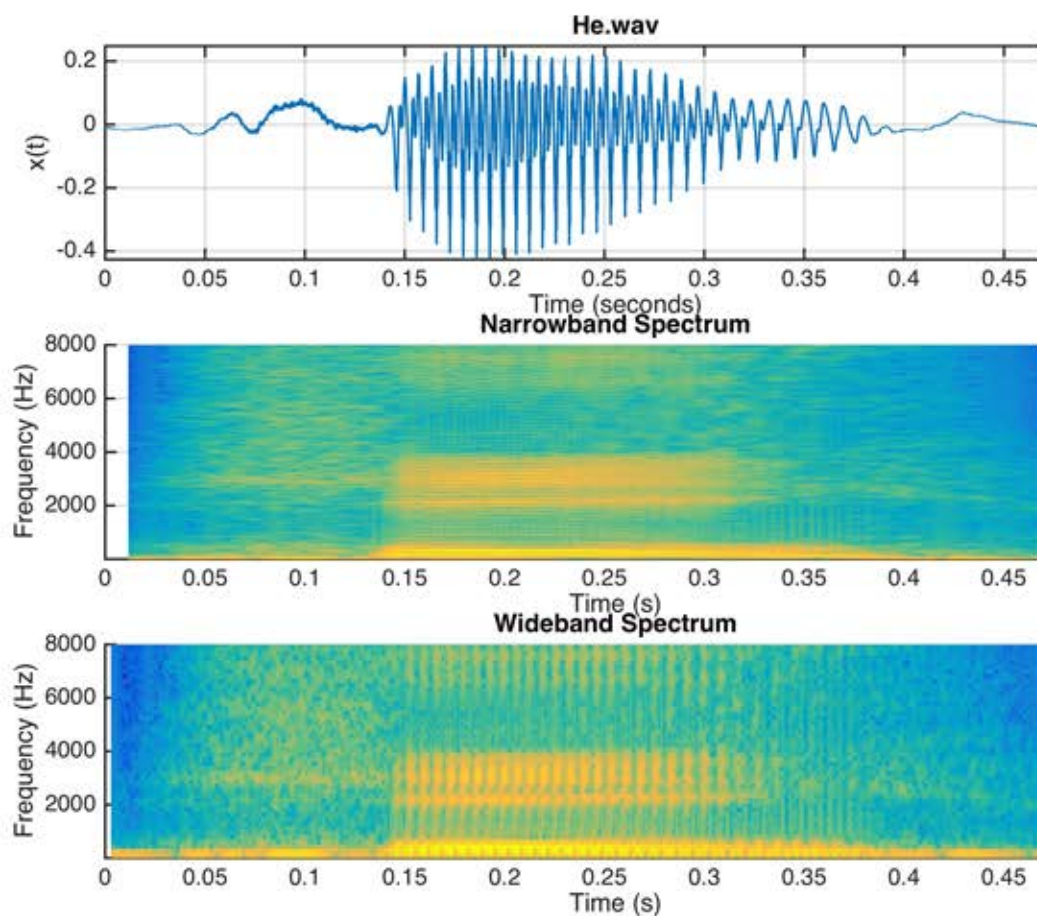 He.wav
0.2
0
-0.2
-0.4
x(t)
0 0.05 0.1 0.15 0.2 0.25 0.3 0.35 0.4 0.45
Time (seconds)
Narrowband Spectrum
8000
6000
4000
2000
Frequency (Hz)
0 0.05 0.1 0.15 0.2 0.25 0.3 0.35 0.4 0.45
Time (s)
Wideband Spectrum
8000
6000
4000
2000
Frequency (Hz)
0 0.05 0.1 0.15 0.2 0.25 0.3 0.35 0.4 0.45
Time (s)